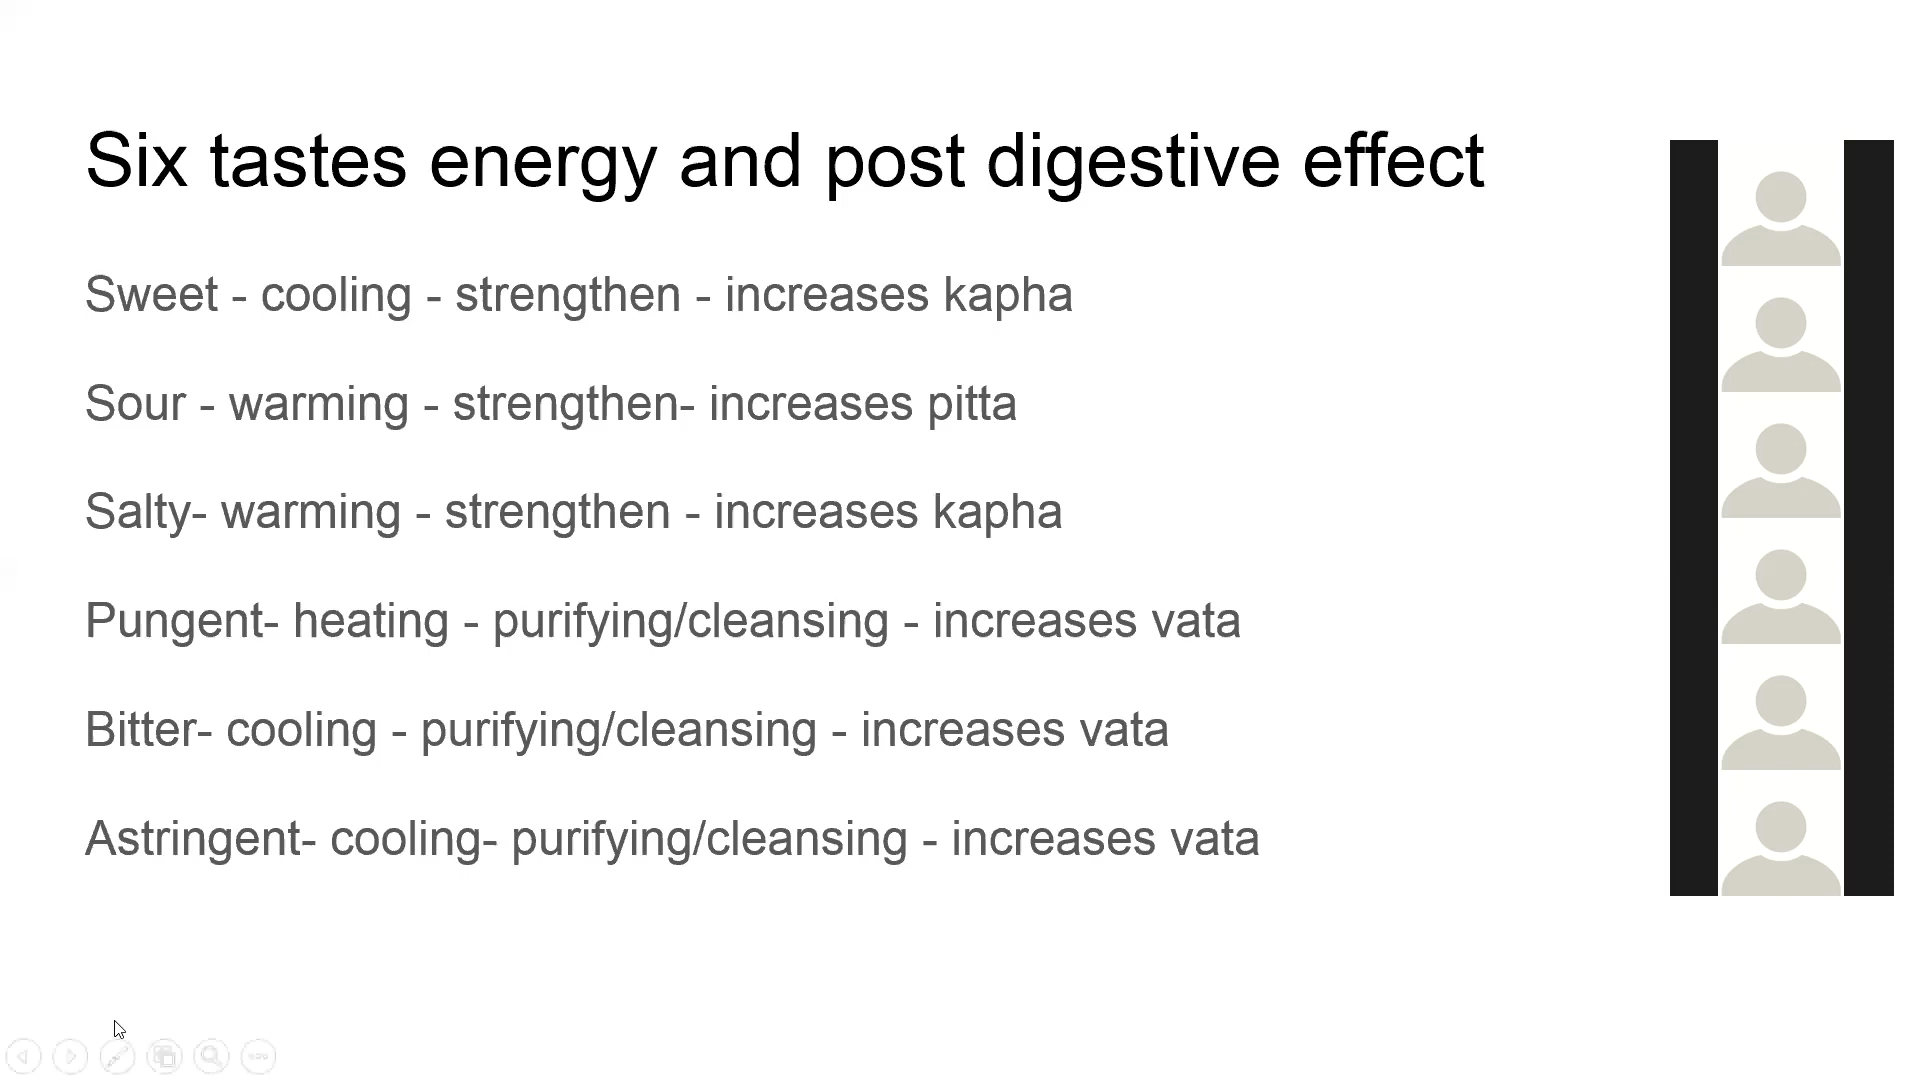 Six tastes energy and post digestive effect
Sweet - cooling - strengthen - increases kapha
Sour - warming - strengthen- increases pitta
Salty- warming - strengthen - increases kapha
Pungent- heating - purifying/cleansing - increases vata
Bitter- cooling - purifying/cleansing - increases vata
Astringent- cooling- purifying/cleansing - increases vata